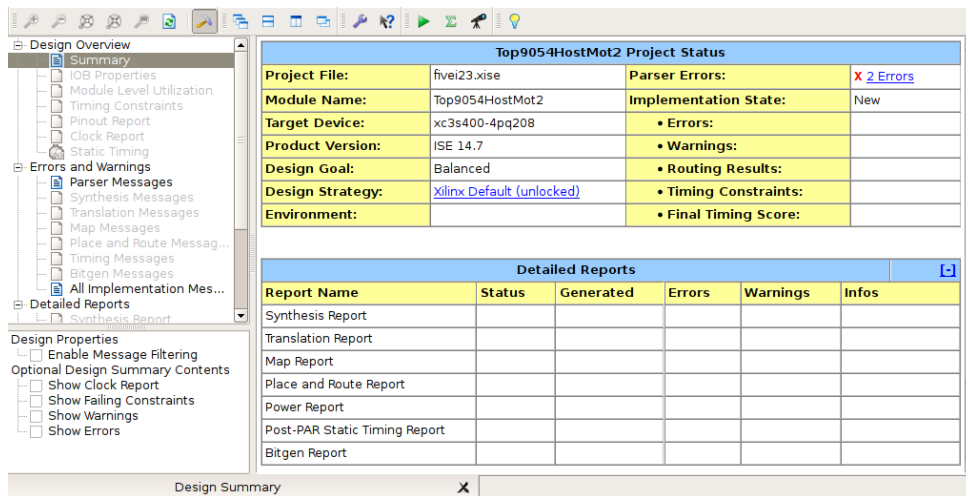 Design Overview
Summary
IOB Properties
Module Level Utilization
Timing Constraints
Pinout Report
Clock Report
Static Timing
Errors and Warnings
Parser Messages
Synthesis Messages
Translation Messages
Map Messages
Place and Route Messag...
Timing Messages
Bitgen Messages
All Implementation Mes...
Detailed Reports
Synthesis Report
Design Properties
Enable Message Filtering
Optional Design Summary Contents
Show Clock Report
Show Failing Constraints
Show Warnings
Show Errors
Top9054HostMot2 Project Status
Project File: fivei23.xise Parser Errors: X 2 Errors
Module Name: Top9054HostMot2 Implementation State: New
Target Device: xc3s400-4pq208 • Errors:
Product Version: ISE 14.7 • Warnings:
Design Goal: Balanced • Routing Results:
Design Strategy: Xilinx Default (unlocked) • Timing Constraints:
Environment: • Final Timing Score:
Detailed Reports [-]
Report Name Status Generated Errors Warnings Infos
Synthesis Report
Translation Report
Map Report
Place and Route Report
Power Report
Post-PAR Static Timing Report
Bitgen Report
Design Summary